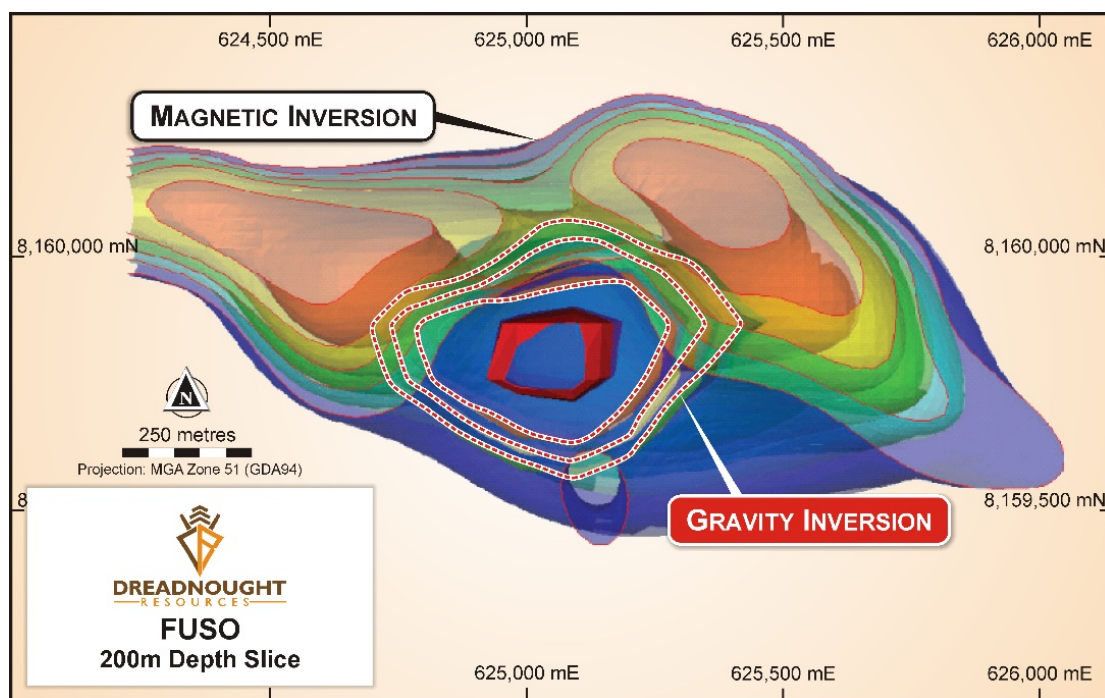 624,500 mE
625,000 mE
625,500 mE
626,000 mE
MAGNETIC INVERSION
8,160,000 mN
8,160,000 mN
N
250 metres
Projection: MGA Zone 51 (GDA94)
8
8,159,500 mN
GRAVITY INVERSION
DREADNOUGHT
RESOURCES
FUSO
200m Depth Slice
625,000 mE
625,500 mE
626,000 mE